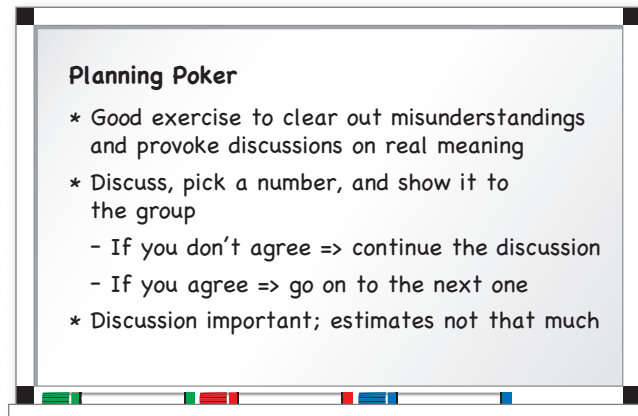 Planning Poker
* Good exercise to clear out misunderstandings
and provoke discussions on real meaning
* Discuss, pick a number, and show it to
the group
– If you don't agree => continue the discussion
– If you agree => go on to the next one
* Discussion important; estimates not that much